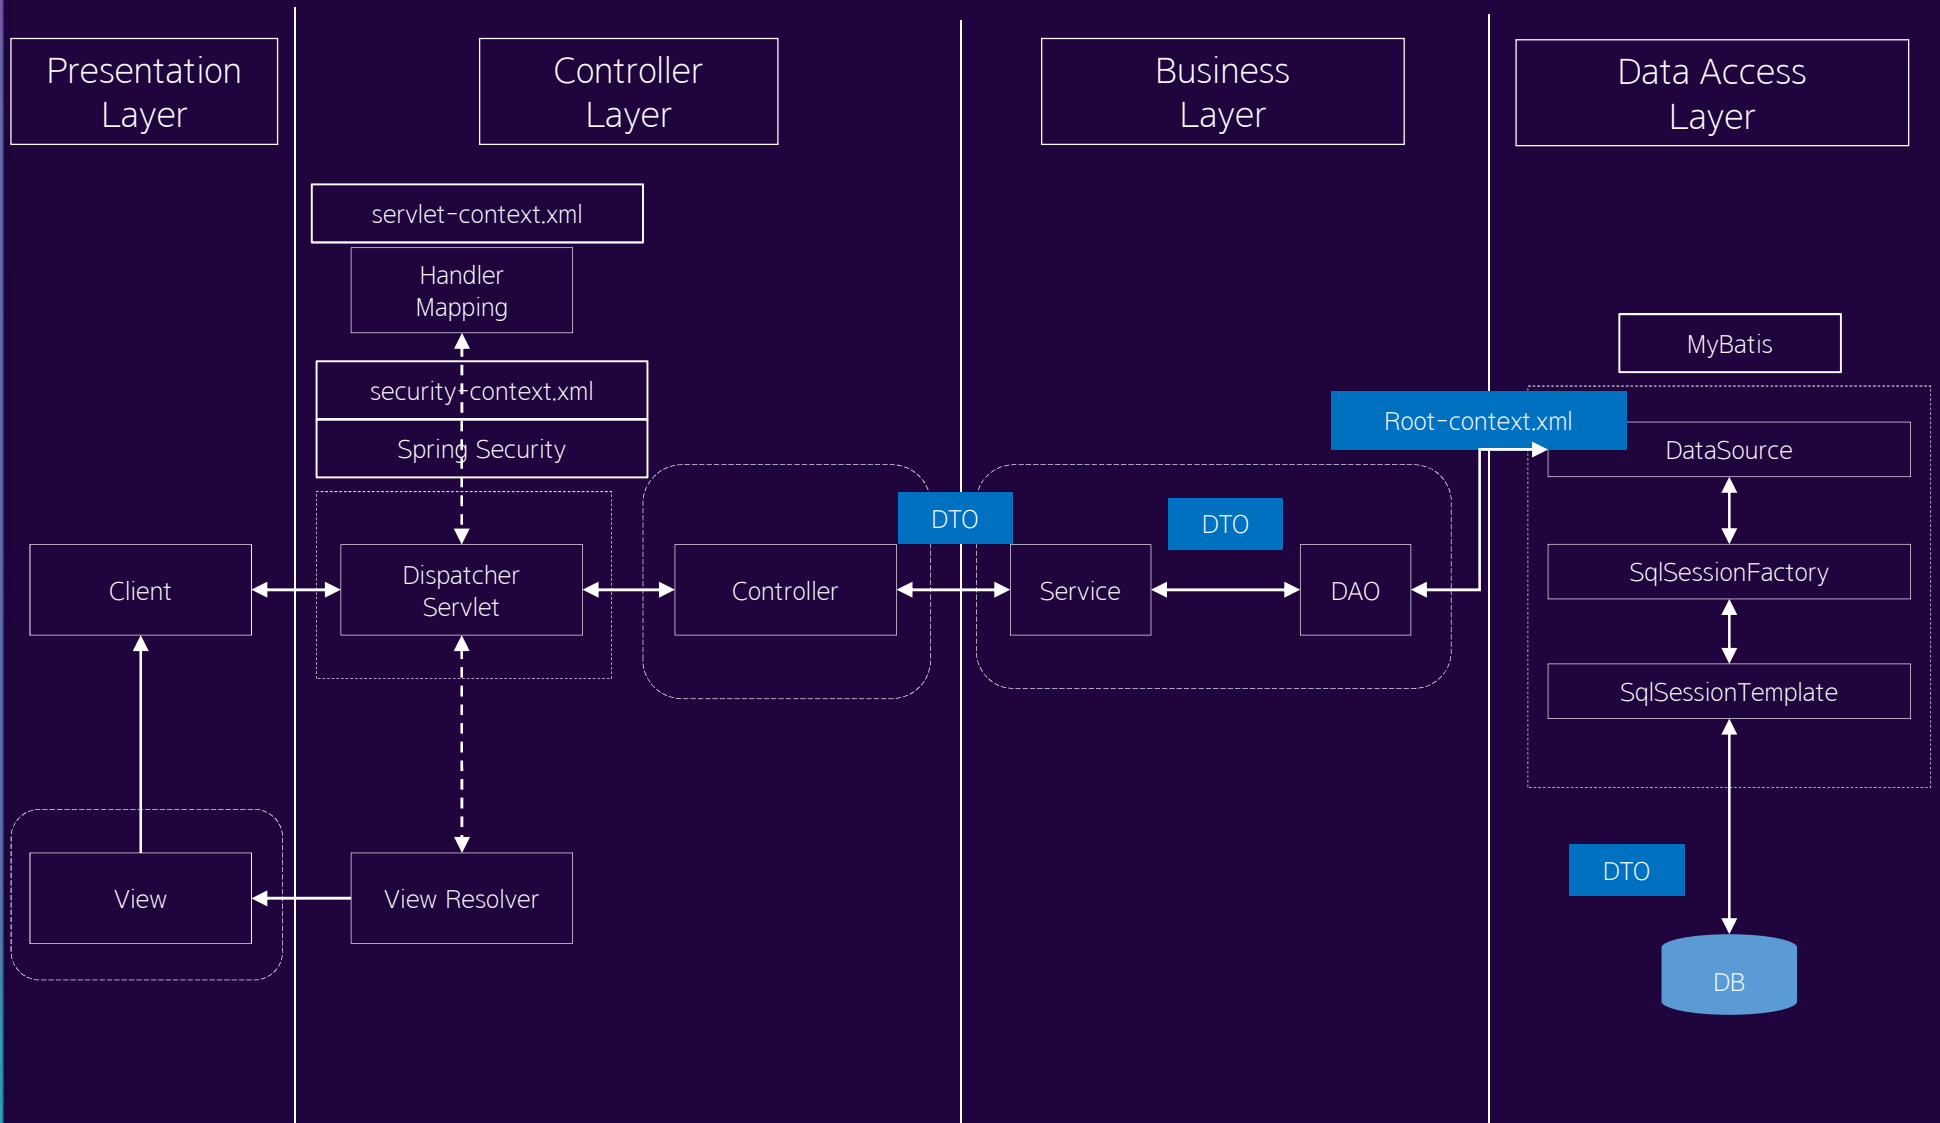 Presentation
Layer
Controller
Layer
Business
Layer
Data Access
Layer
servlet-context.xml
Handler
Mapping
security-context.xml
Spring Security
MyBatis
Root-context.xml
DataSource
DTO
DTO
Client
Dispatcher
Servlet
Controller
Service
DAO
SqlSessionFactory
SqlSessionTemplate
View
View Resolver
DTO
DB